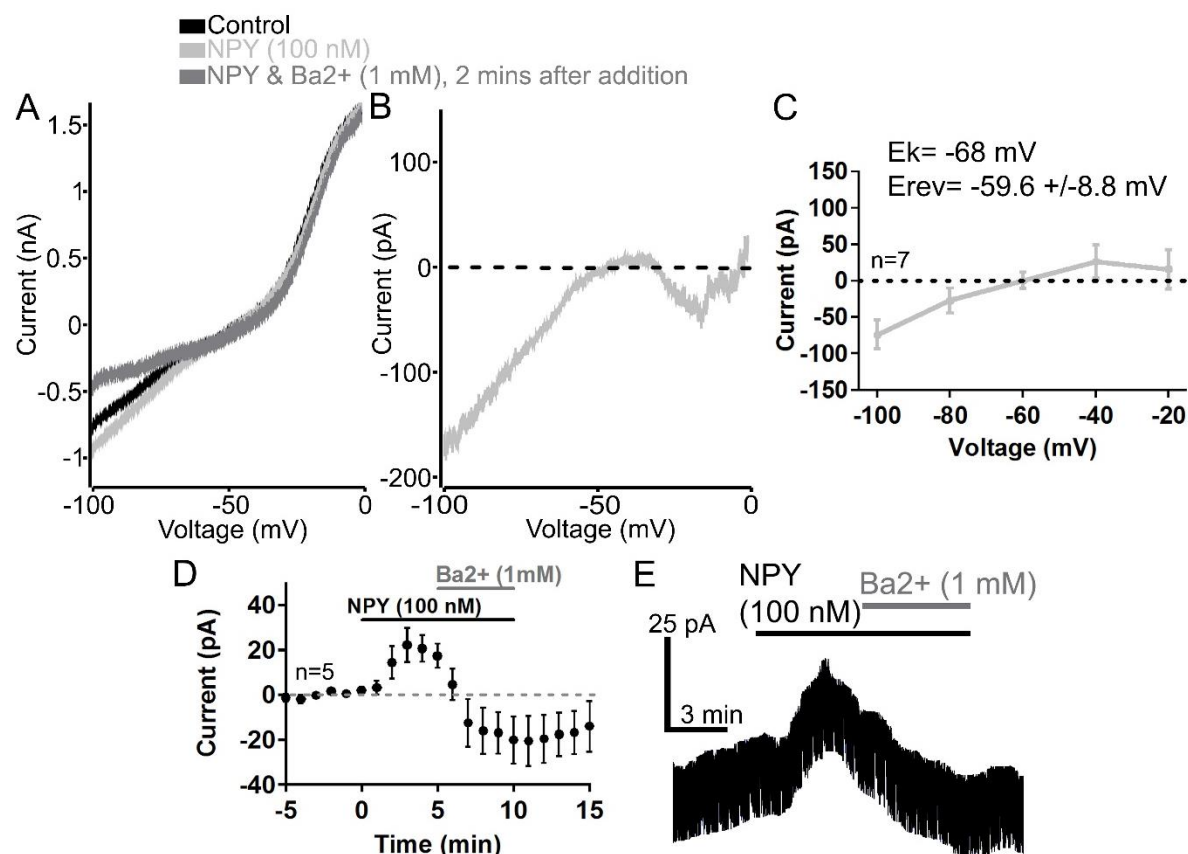 Control
NPY (100 nM)
NPY & Ba2+ (1 mM), 2 mins after addition
A
1.5
1
0.5
0
-0.5
-1
Current (nA)
-100
-50
0
Voltage (mV)
B
100
0
-100
-200
Current (pA)
-100
-50
0
Voltage (mV)
C
Ek= -68 mV
Erev= -59.6 +/-8.8 mV
150
100
50
0
-50
-100
-150
Current (pA)
n=7
-100
-80
-60
-40
-20
Voltage (mV)
D
Ba2+ (1mM)
NPY (100 nM)
40
20
0
-20
-40
Current (pA)
n=5
-5
0
5
10
15
Time (min)
E
NPY
(100 nM)
Ba2+ (1 mM)
25 pA
3 min